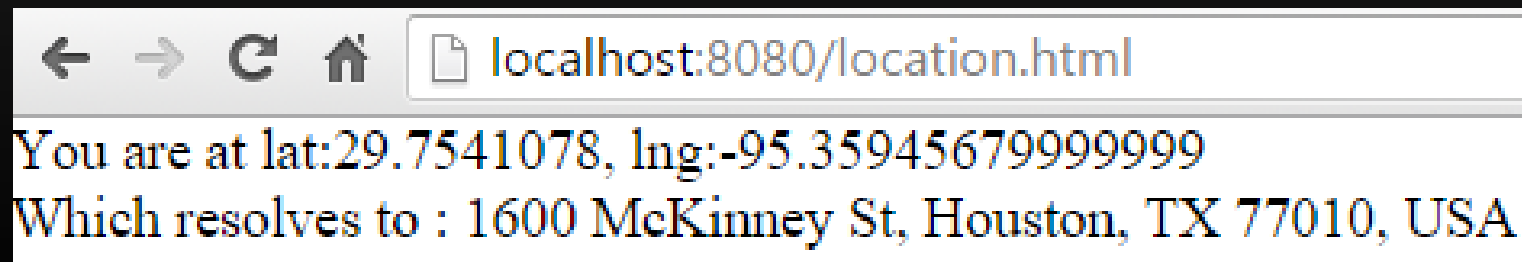 localhost:8080/location.html
You are at lat:29.7541078, lng:-95.35945679999999
Which resolves to : 1600 McKinney St, Houston, TX 77010, USA